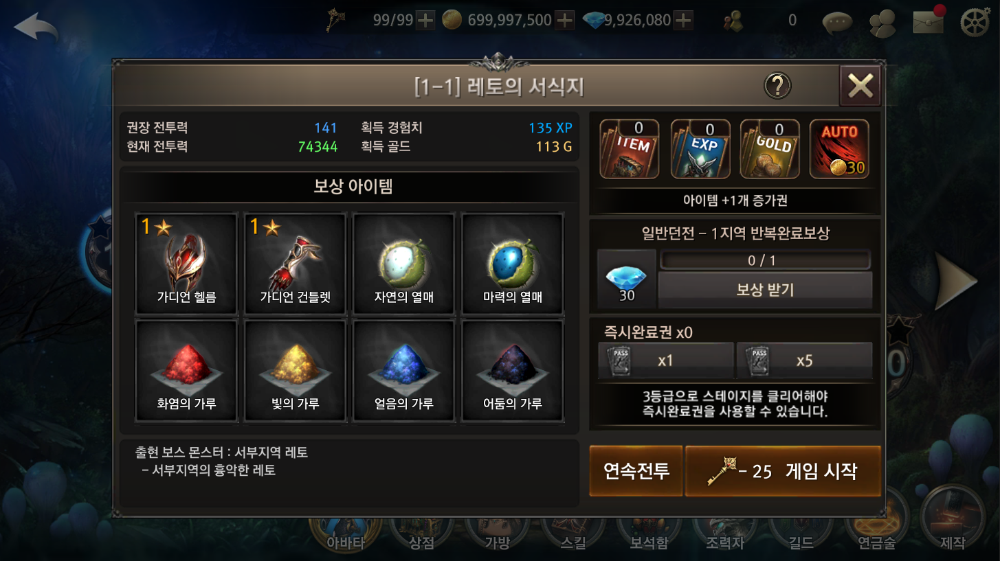 99/99
699,997,500
9,926,080
0
[1-1] 레토의 서식지
?
권장 전투력 141 획득 경험치 135 XP
현재 전투력 74344 획득 골드 113 G
보상 아이템
1
가디언 헬름
1
가디언 건틀렛
자연의 열매
마력의 열매
화염의 가루
빛의 가루
얼음의 가루
어둠의 가루
출현 보스 몬스터 : 서부지역 레토
- 서부지역의 흉악한 레토
0
ITEM
0
EXP
0
GOLD
AUTO
30
아이템 +1개 증가권
일반던전 - 1지역 반복완료보상
0 / 1
30
보상 받기
즉시완료권 x0
PASS x1
PASS x5
3등급으로 스테이지를 클리어해야
즉시완료권을 사용할 수 있습니다.
연속전투
- 25 게임 시작
아바타
상점
가방
스킬
보석함
조력자
길드
연금술
제작